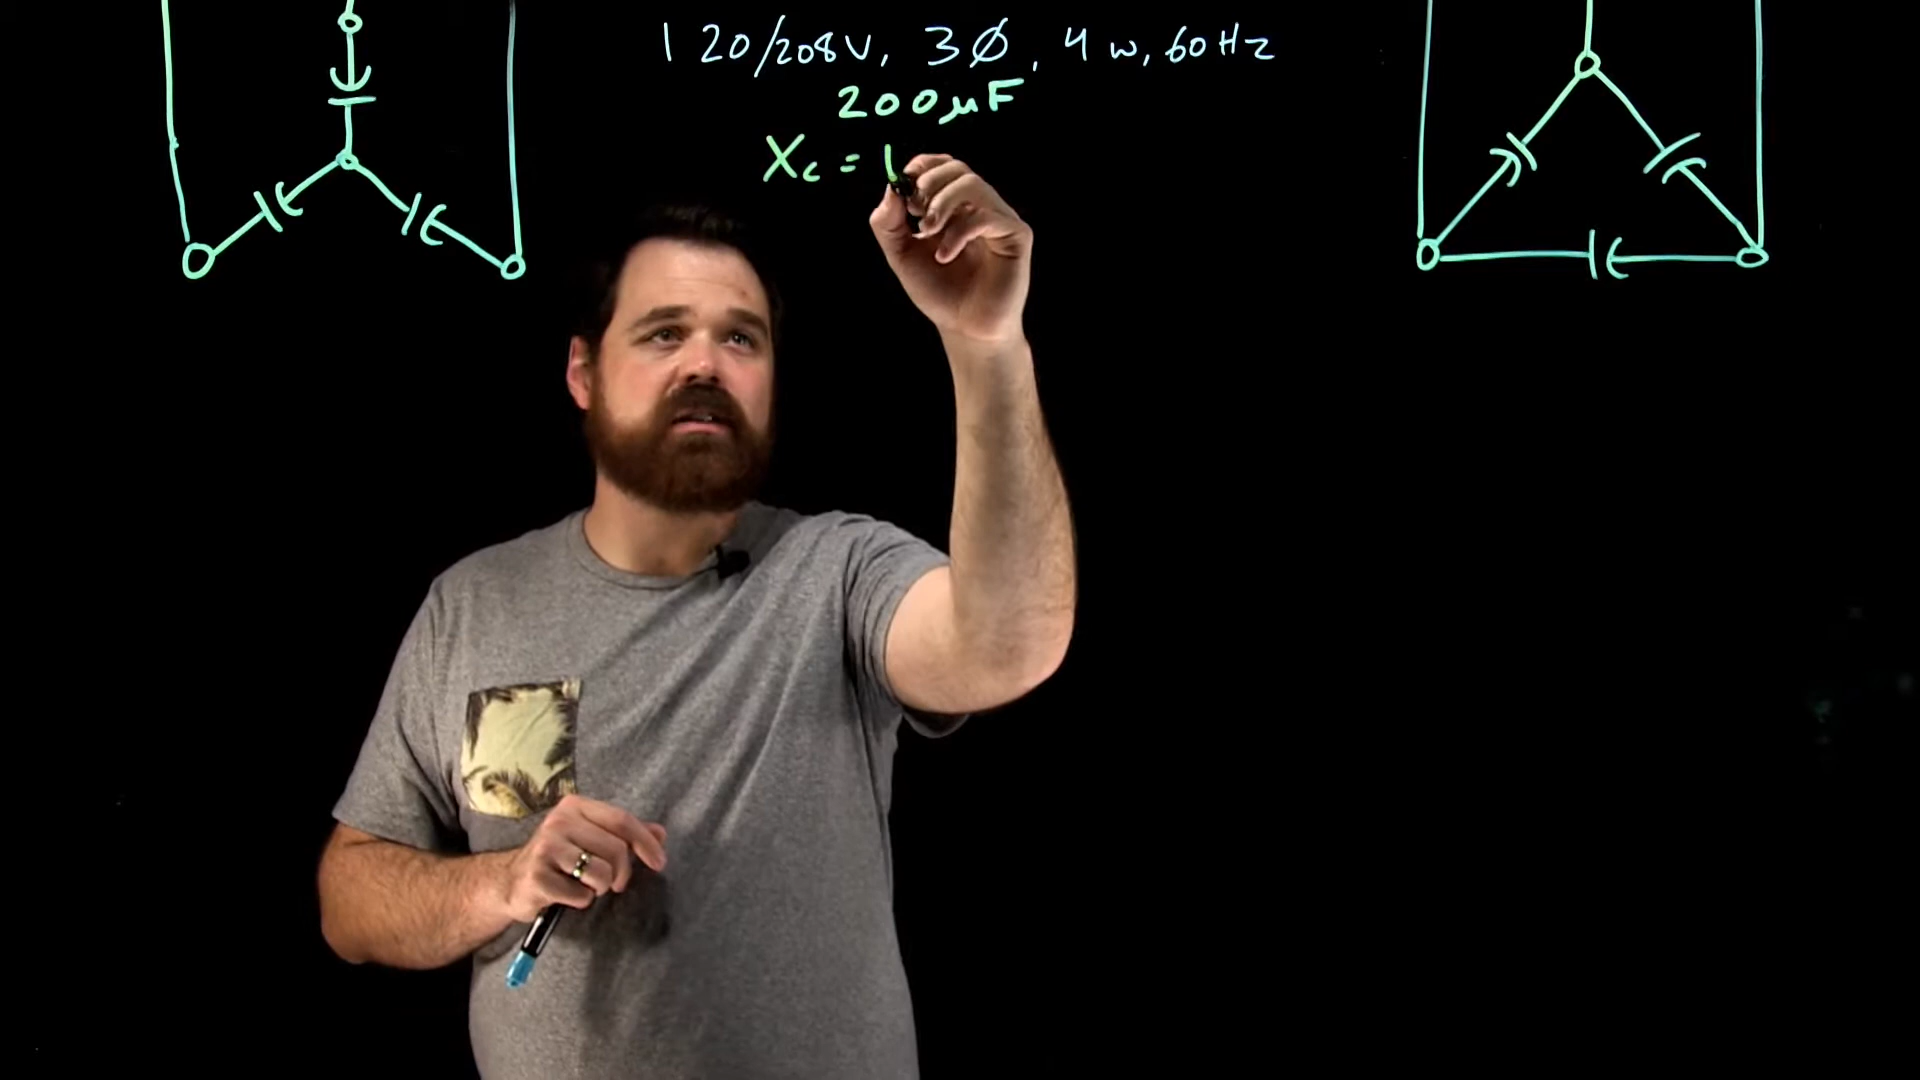 120/208V, 3Ø, 4w, 60Hz
200μF
Xc = 1